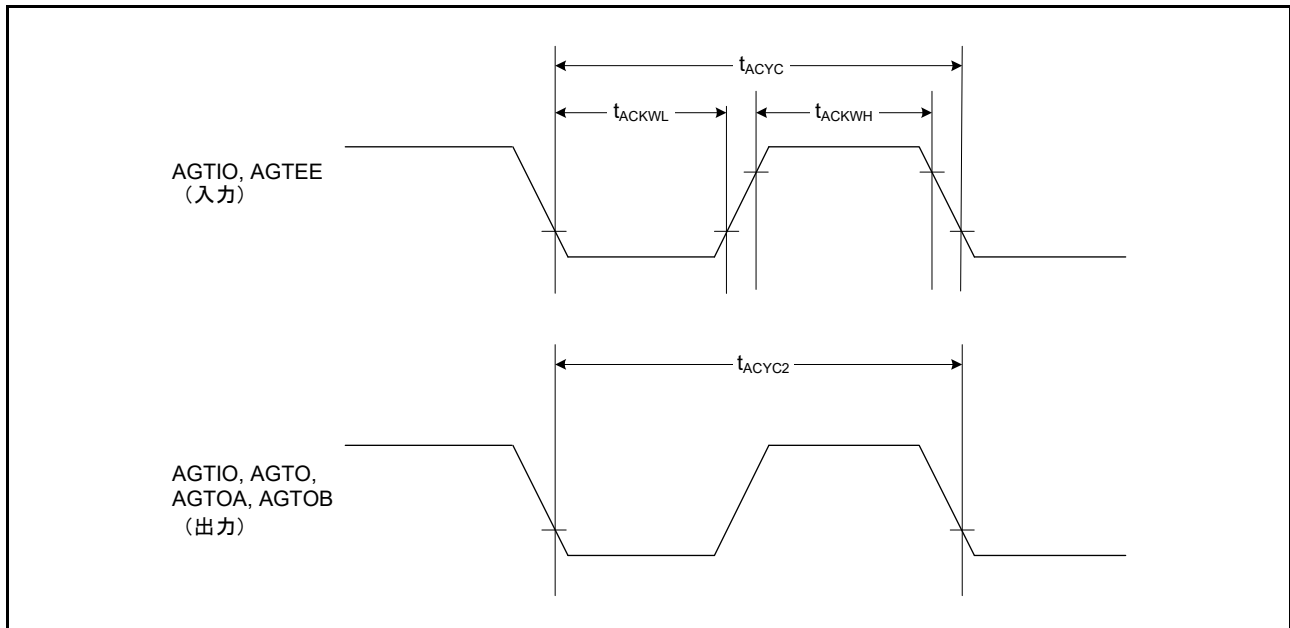 tACYC
tACKWL
tACKWH
AGTIO, AGTEE
（入力）
tACYC2
AGTIO, AGTO,
AGTOA, AGTOB
（出力）